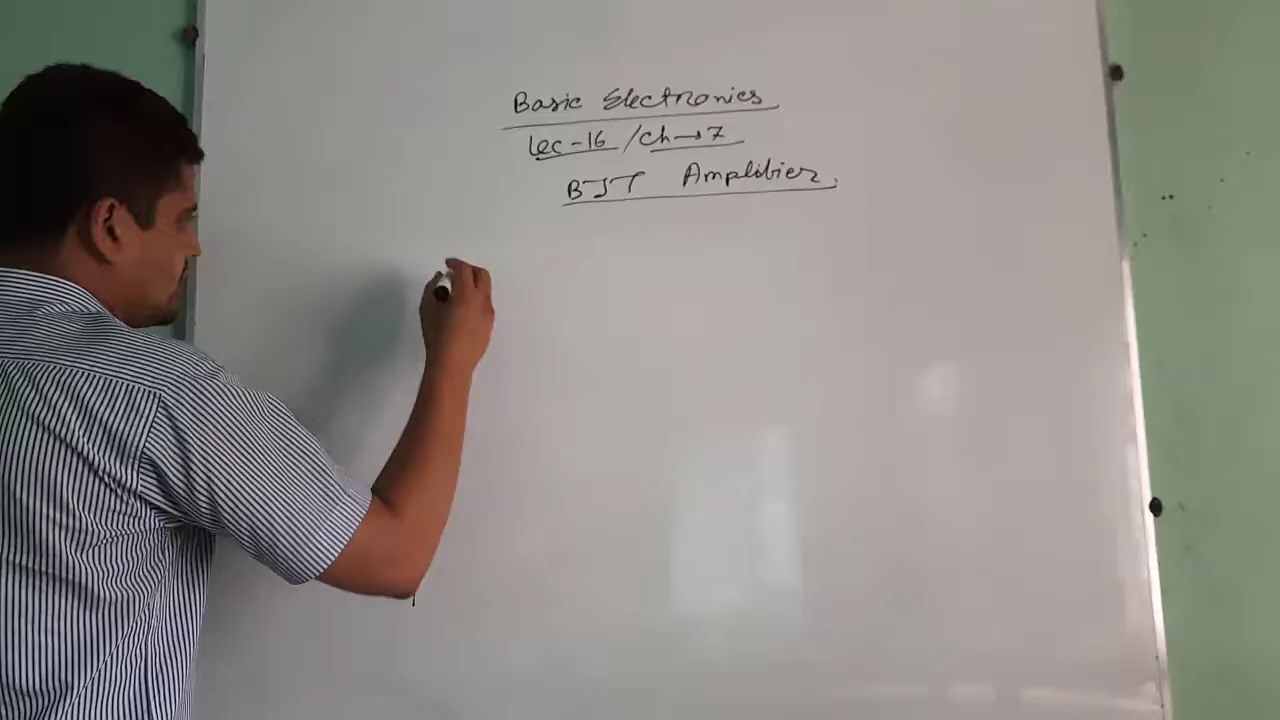 Basic Electronics
Lec-16 / Ch→7
BJT Amplifier.